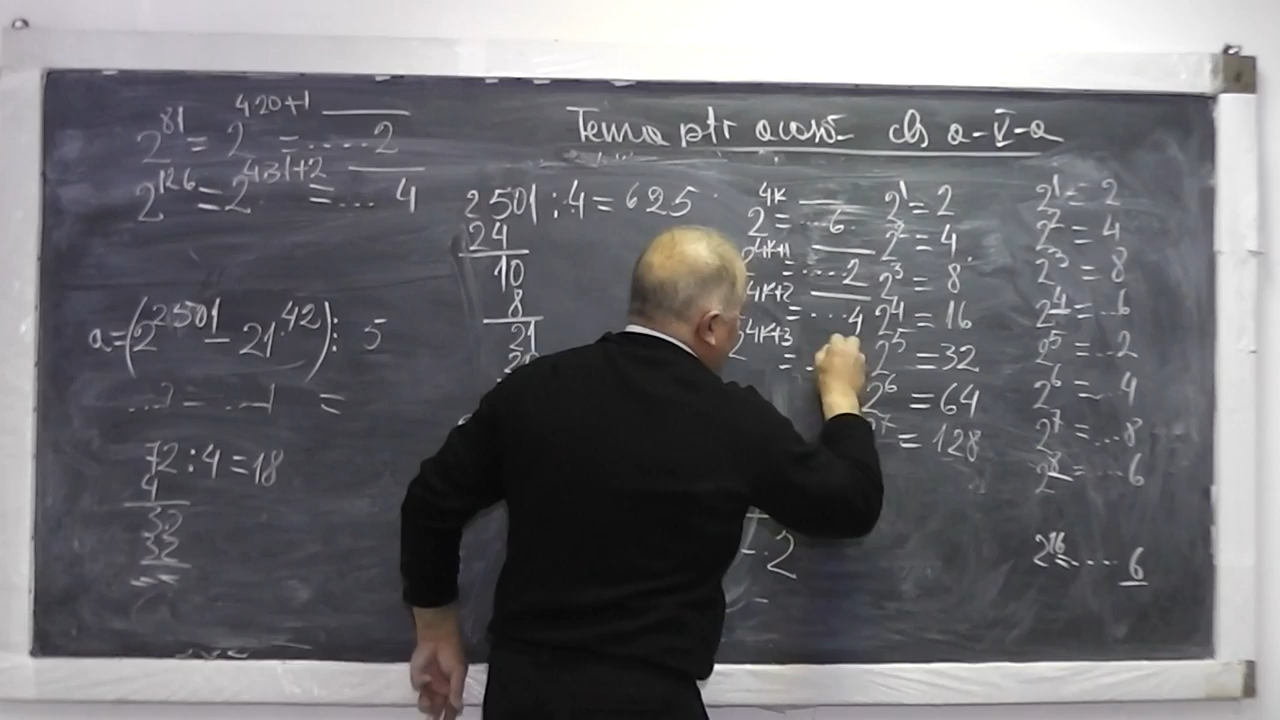 2^81 = 2^4·20+1 = .....2
2^126 = 2^4·31+2 = ... 4
a=(2^2501 - 21^42) ⋮ 5
72:4=18
4
32
32
Tema ptr acasă cls a-V-a
2501:4=625
24
10
8
21
2^4K = ...6
2^4K+1 = .....2
2^4K+2 = ....4
2^4K+3 =
2
2^1 = 2
2^2 = 4
2^3 = 8
2^4 = 16
2^5 = 32
2^6 = 64
2^7 = 128
2^1 = 2
2^2 = 4
2^3 = 8
2^4 = ...6
2^5 = ...2
2^6 = ...4
2^7 = ...8
2^8 = ...6
2^16 = ....6